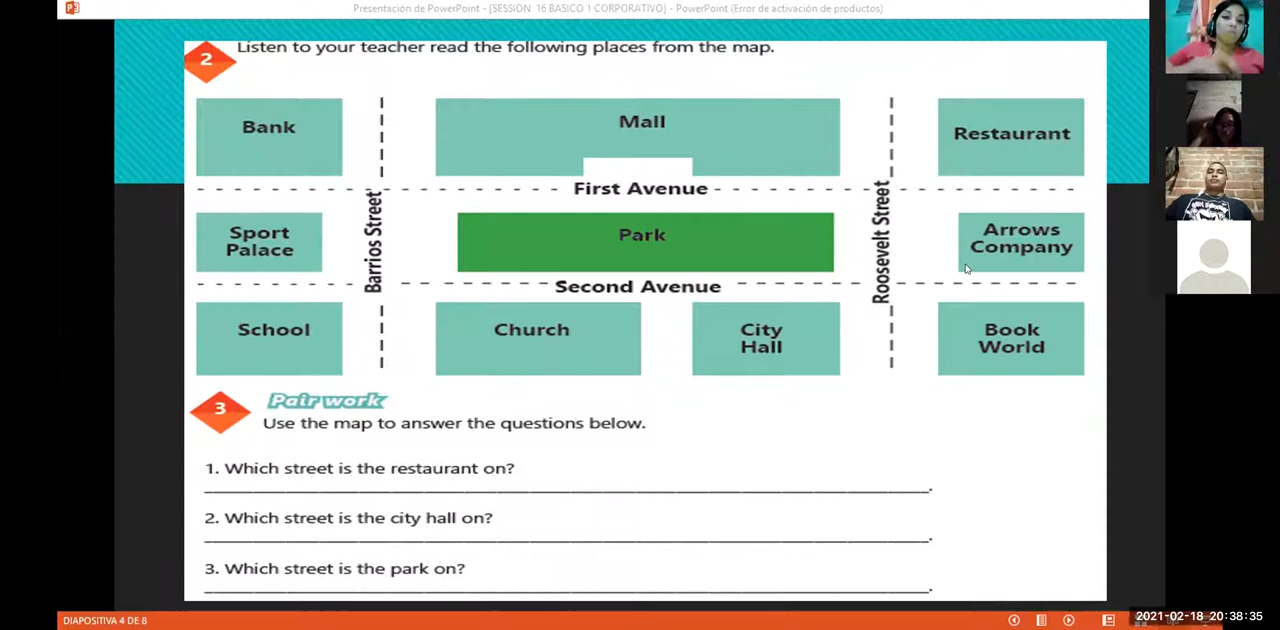 Presentación de PowerPoint - [SESSION 16 BASICO 1 CORPORATIVO] - PowerPoint (Error de activación de productos)
2 Listen to your teacher read the following places from the map.
Bank
Mall
Restaurant
First Avenue
Sport
Palace
Barrios Street
Park
Roosevelt Street
Arrows
Company
Second Avenue
School
Church
City
Hall
Book
World
3 Pair work
Use the map to answer the questions below.
1. Which street is the restaurant on?
2. Which street is the city hall on?
3. Which street is the park on?
DIAPOSITIVA 4 DE 8
2021-02-18 20:38:35